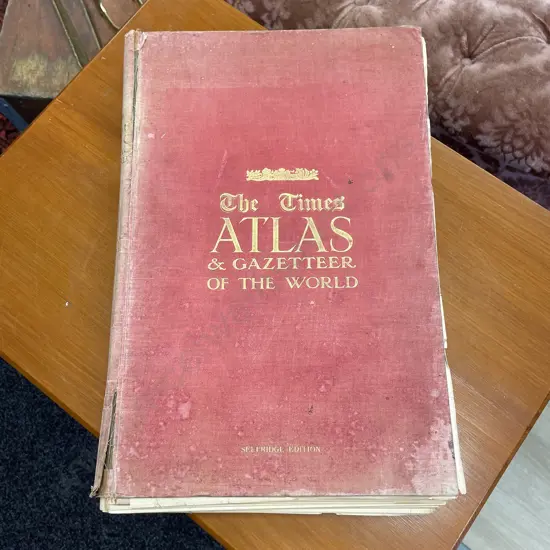 The Times
ATLAS
& GAZETTEER
OF THE WORLD
SELFRIDGE EDITION